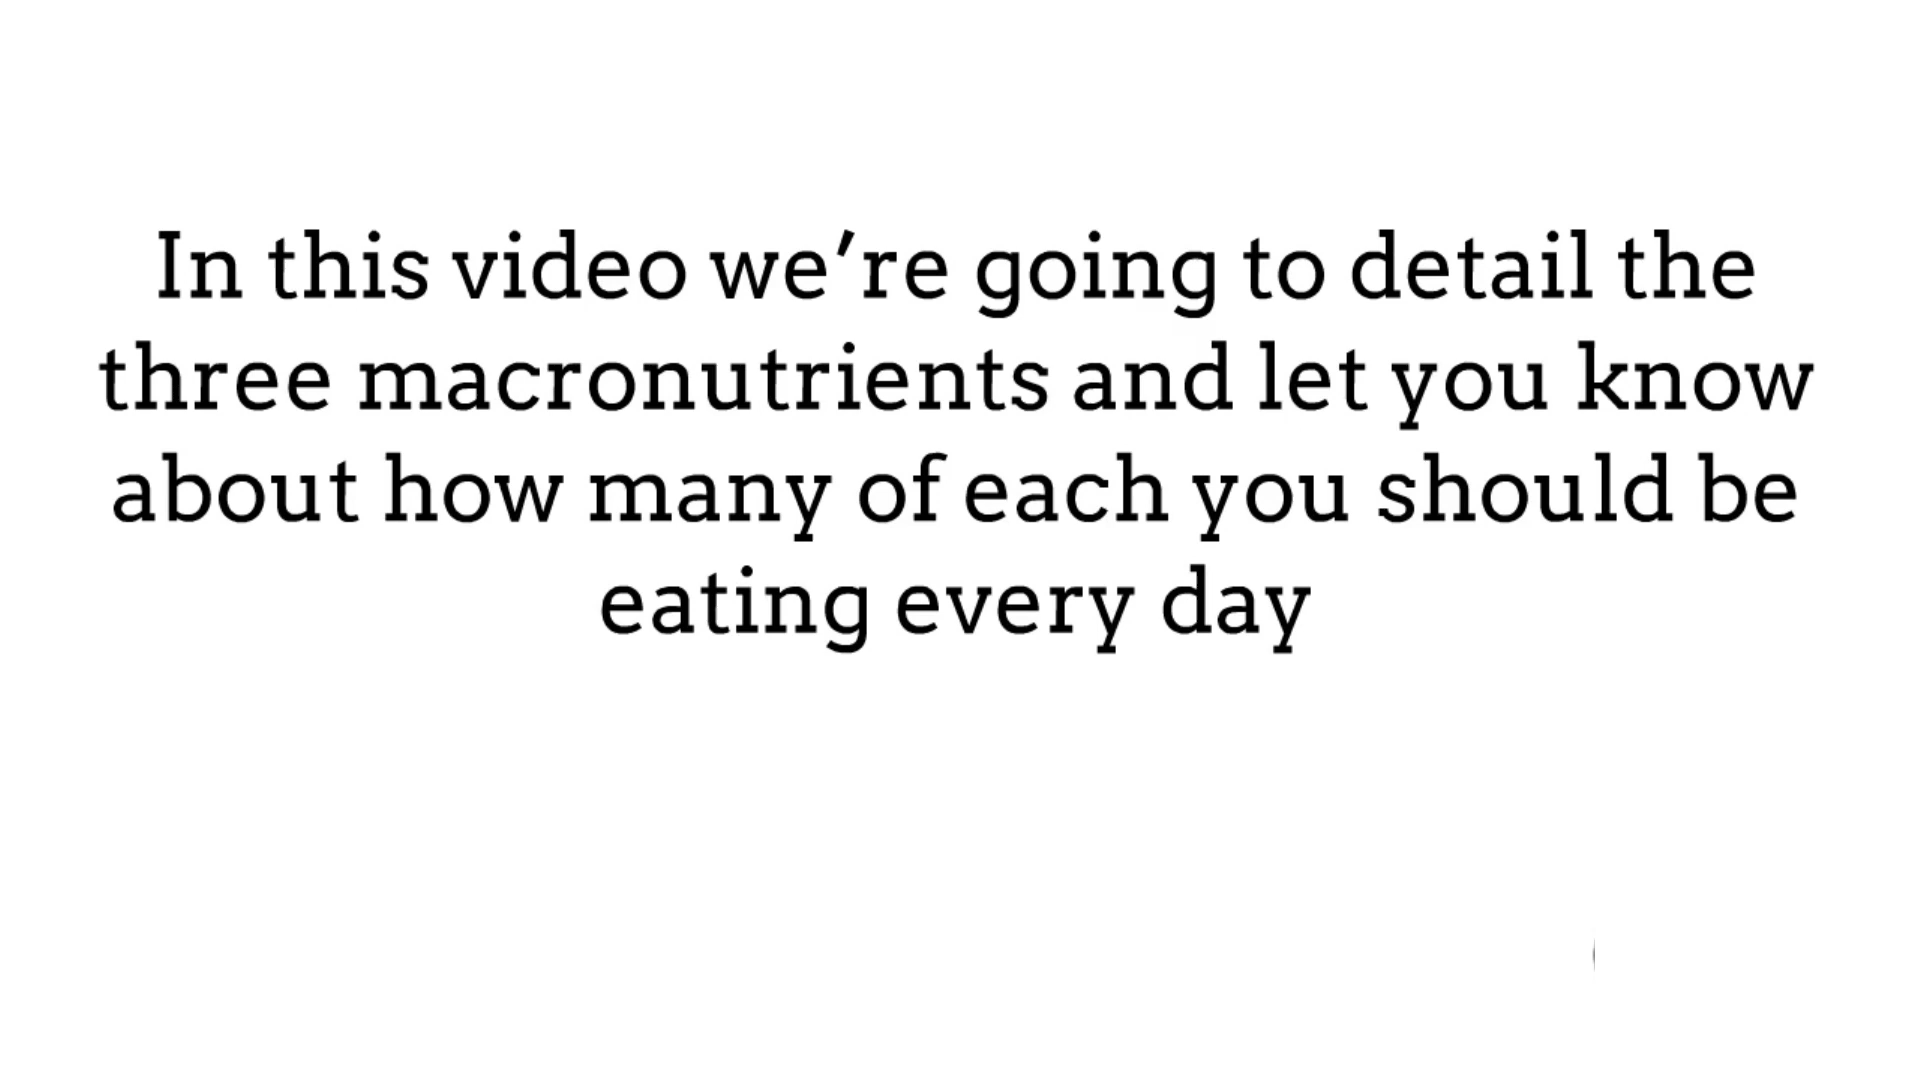 In this video we’re going to detail the
three macronutrients and let you know
about how many of each you should be
eating every day